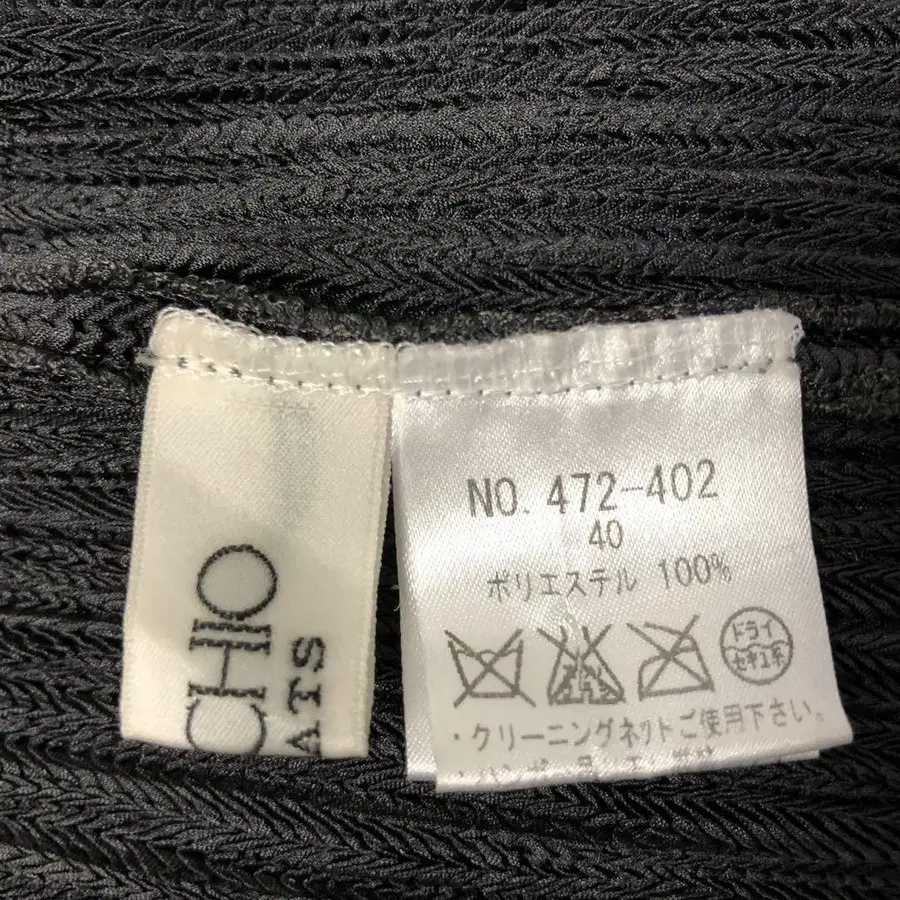 CHIO
ATS
NO. 472-402
40
ポリエステル 100%
ドライ
セキユ系
・クリーニングネットご使用下さい。